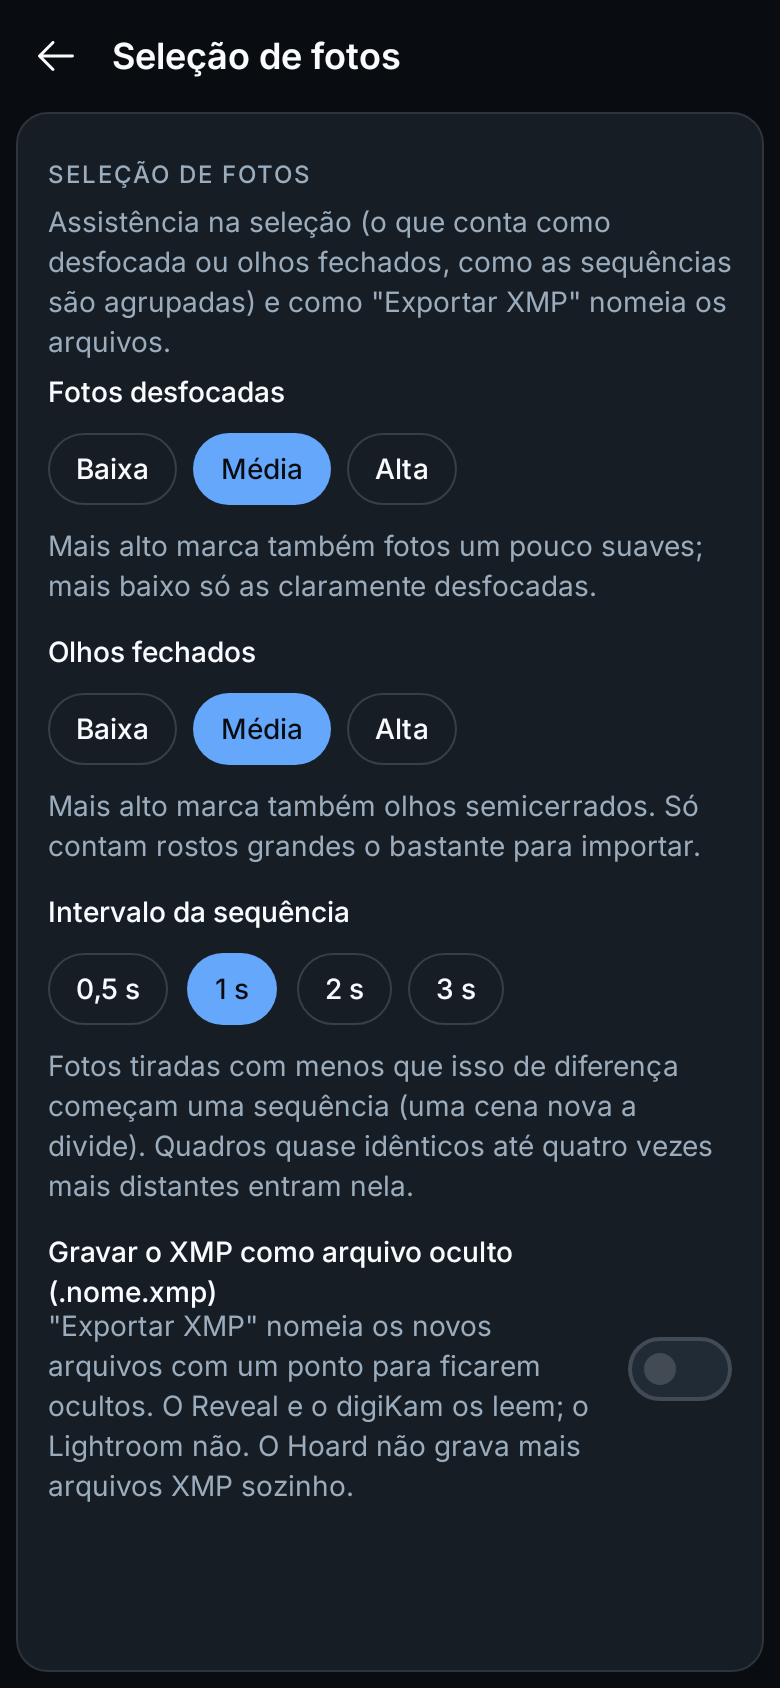 Seleção de fotos
SELEÇÃO DE FOTOS
Assistência na seleção (o que conta como
desfocada ou olhos fechados, como as sequências
são agrupadas) e como "Exportar XMP" nomeia os
arquivos.
Fotos desfocadas
Baixa Média Alta
Mais alto marca também fotos um pouco suaves;
mais baixo só as claramente desfocadas.
Olhos fechados
Baixa Média Alta
Mais alto marca também olhos semicerrados. Só
contam rostos grandes o bastante para importar.
Intervalo da sequência
0,5 s 1 s 2 s 3 s
Fotos tiradas com menos que isso de diferença
começam uma sequência (uma cena nova a
divide). Quadros quase idênticos até quatro vezes
mais distantes entram nela.
Gravar o XMP como arquivo oculto
(.nome.xmp)
"Exportar XMP" nomeia os novos
arquivos com um ponto para ficarem
ocultos. O Reveal e o digiKam os leem; o
Lightroom não. O Hoard não grava mais
arquivos XMP sozinho.